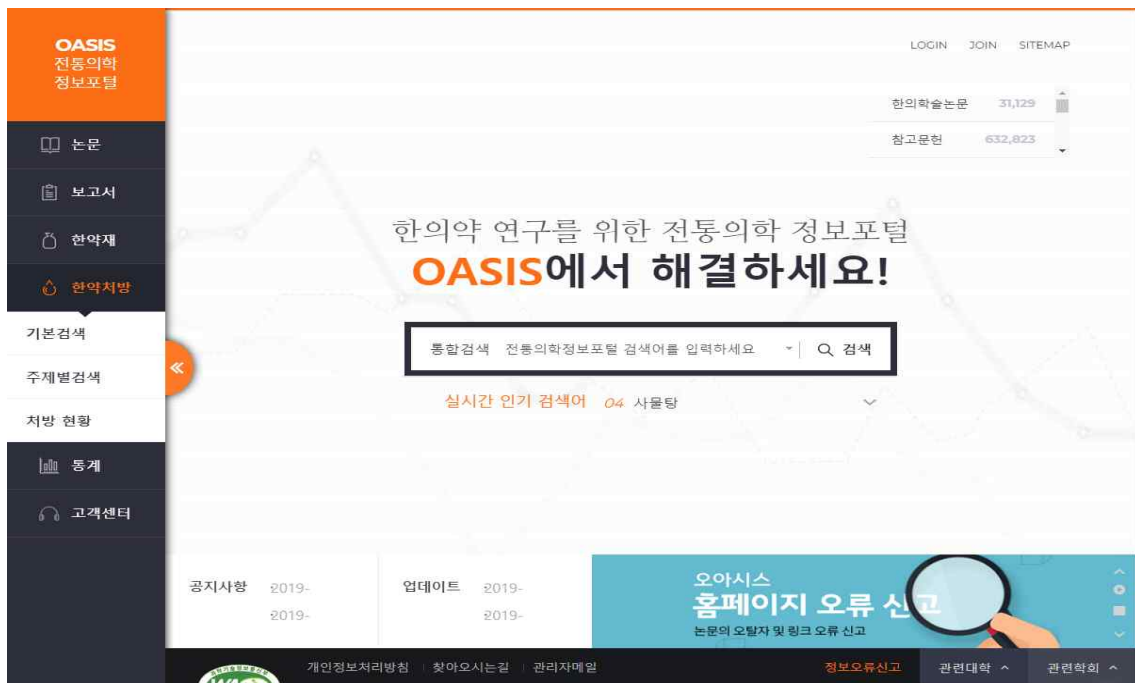 OASIS
전통의학
정보포털
논문
보고서
한약재
한약처방
기본검색
주제별검색
처방 현황
통계
고객센터
LOGIN JOIN SITEMAP
한의학술논문 31,129
참고문헌 632,823
한의약 연구를 위한 전통의학 정보포털
OASIS에서 해결하세요!
통합검색 전통의학정보포털 검색어를 입력하세요 검색
실시간 인기 검색어 04 사물탕
공지사항 2019-
2019-
업데이트 2019-
2019-
오아시스
홈페이지 오류 신고
논문의 오탈자 및 링크 오류 신고
개인정보처리방침 찾아오시는길 관리자메일
정보오류신고 관련대학 관련학회